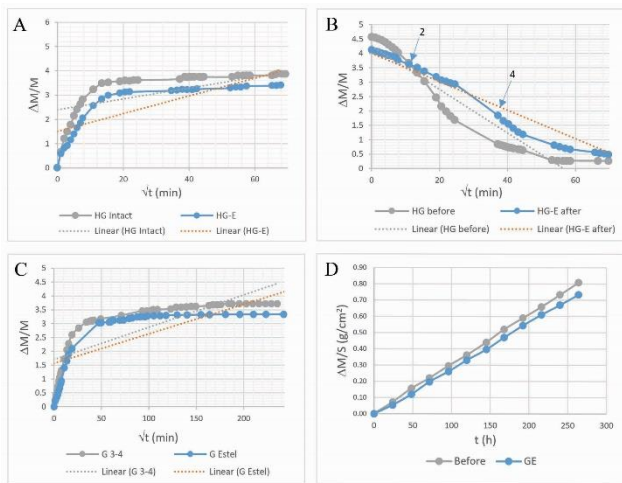 A
ΔM/M
6
5
4
3
2
1
0
0 20 40 60
√t (min)
HG Intact HG-E
Linear (HG Intact) Linear (HG-E)
B
ΔM/M
5
4.5
4
3.5
3
2.5
2
1.5
1
0.5
0
2
4
0 20 40 60
√t (min)
HG before HG-E after
Linear (HG before) Linear (HG-E after)
C
ΔM/M
5
4.5
4
3.5
3
2.5
2
1.5
1
0.5
0
0 50 100 150 200
√t (min)
G 3-4 G Estel
Linear (G 3-4) Linear (G Estel)
D
ΔM/S (g/cm²)
0.90
0.80
0.70
0.60
0.50
0.40
0.30
0.20
0.10
0.00
0 50 100 150 200 250 300
t (h)
Before GE